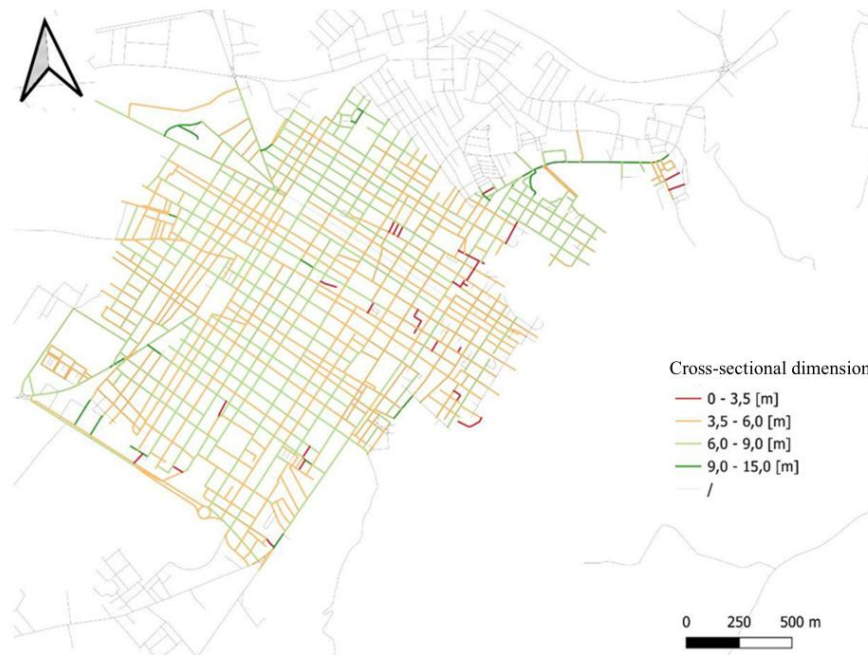 Cross-sectional dimension
0 - 3,5 [m]
3,5 - 6,0 [m]
6,0 - 9,0 [m]
9,0 - 15,0 [m]
/
0 250 500 m